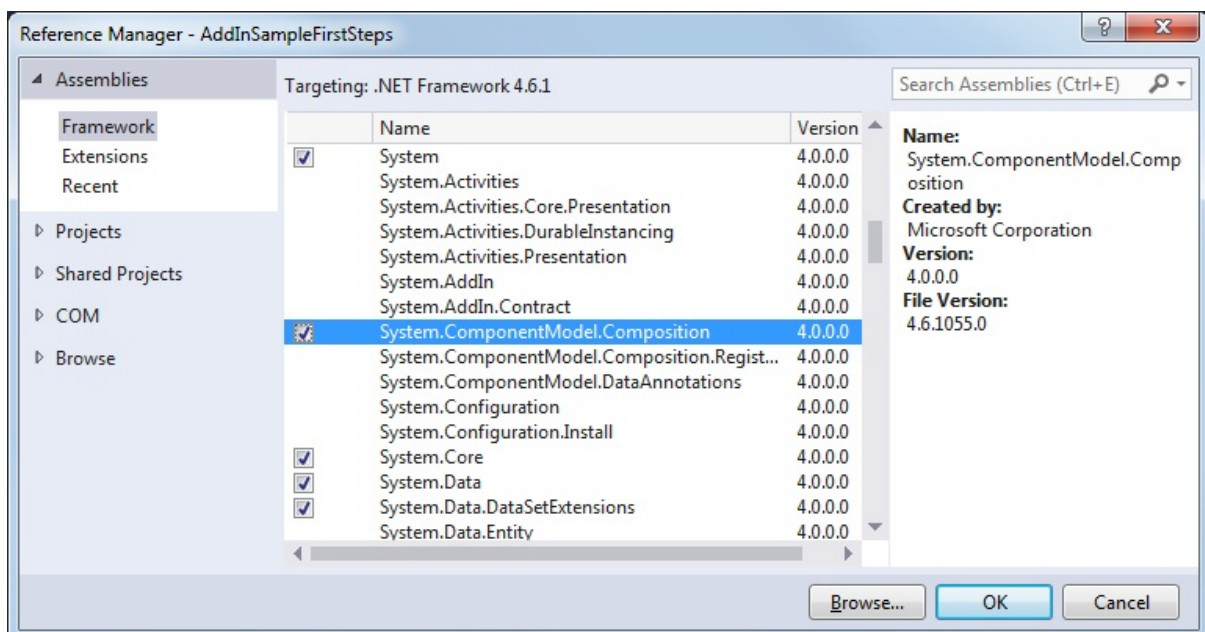 Reference Manager - AddInSampleFirstSteps
Assemblies
Framework
Extensions
Recent
Projects
Shared Projects
COM
Browse
Targeting: .NET Framework 4.6.1
Name Version
System 4.0.0.0
System.Activities 4.0.0.0
System.Activities.Core.Presentation 4.0.0.0
System.Activities.DurableInstancing 4.0.0.0
System.Activities.Presentation 4.0.0.0
System.AddIn 4.0.0.0
System.AddIn.Contract 4.0.0.0
System.ComponentModel.Composition 4.0.0.0
System.ComponentModel.Composition.Regist... 4.0.0.0
System.ComponentModel.DataAnnotations 4.0.0.0
System.Configuration 4.0.0.0
System.Configuration.Install 4.0.0.0
System.Core 4.0.0.0
System.Data 4.0.0.0
System.Data.DataSetExtensions 4.0.0.0
System.Data.Entity 4.0.0.0
Search Assemblies (Ctrl+E)
Name:
System.ComponentModel.Comp
osition
Created by:
Microsoft Corporation
Version:
4.0.0.0
File Version:
4.6.1055.0
Browse... OK Cancel